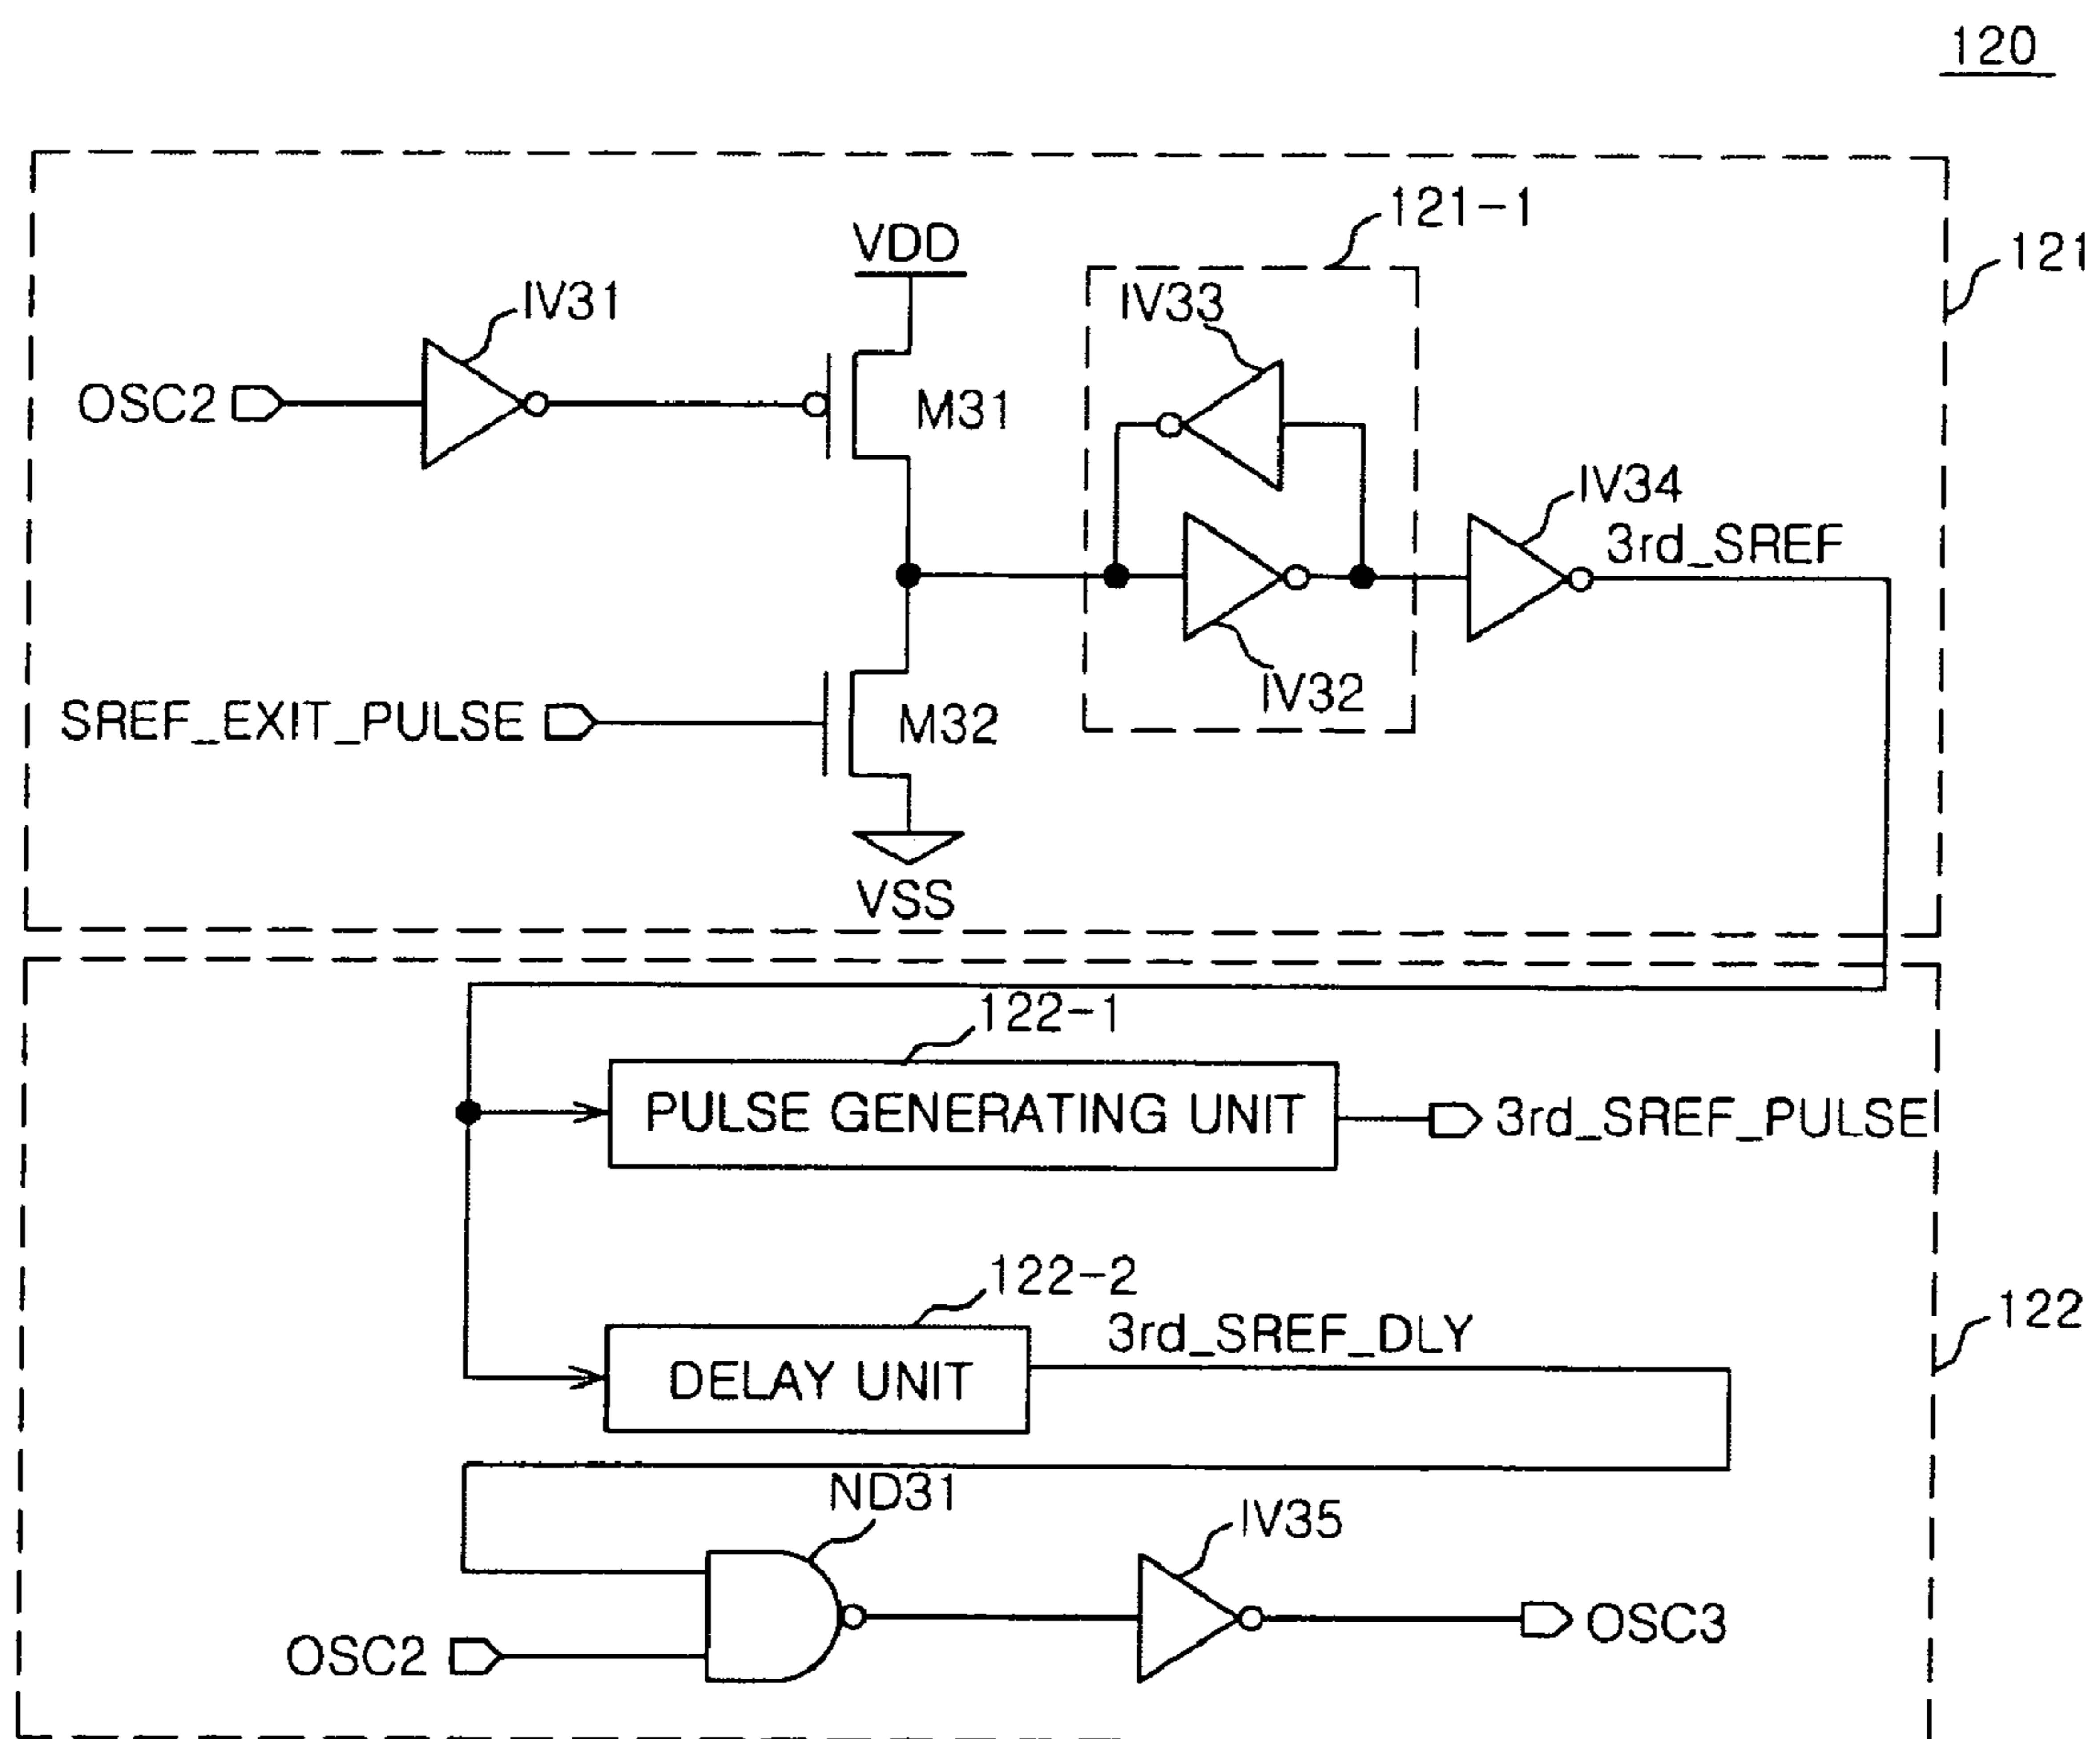 120
121-1
121
VDD
IV31
IV33
OSC2
M31
IV34
3rd_SREF
IV32
SREF_EXIT_PULSE
M32
VSS
122-1
PULSE GENERATING UNIT
3rd_SREF_PULSE
122-2
122
3rd_SREF_DLY
DELAY UNIT
ND31
IV35
OSC2
OSC3